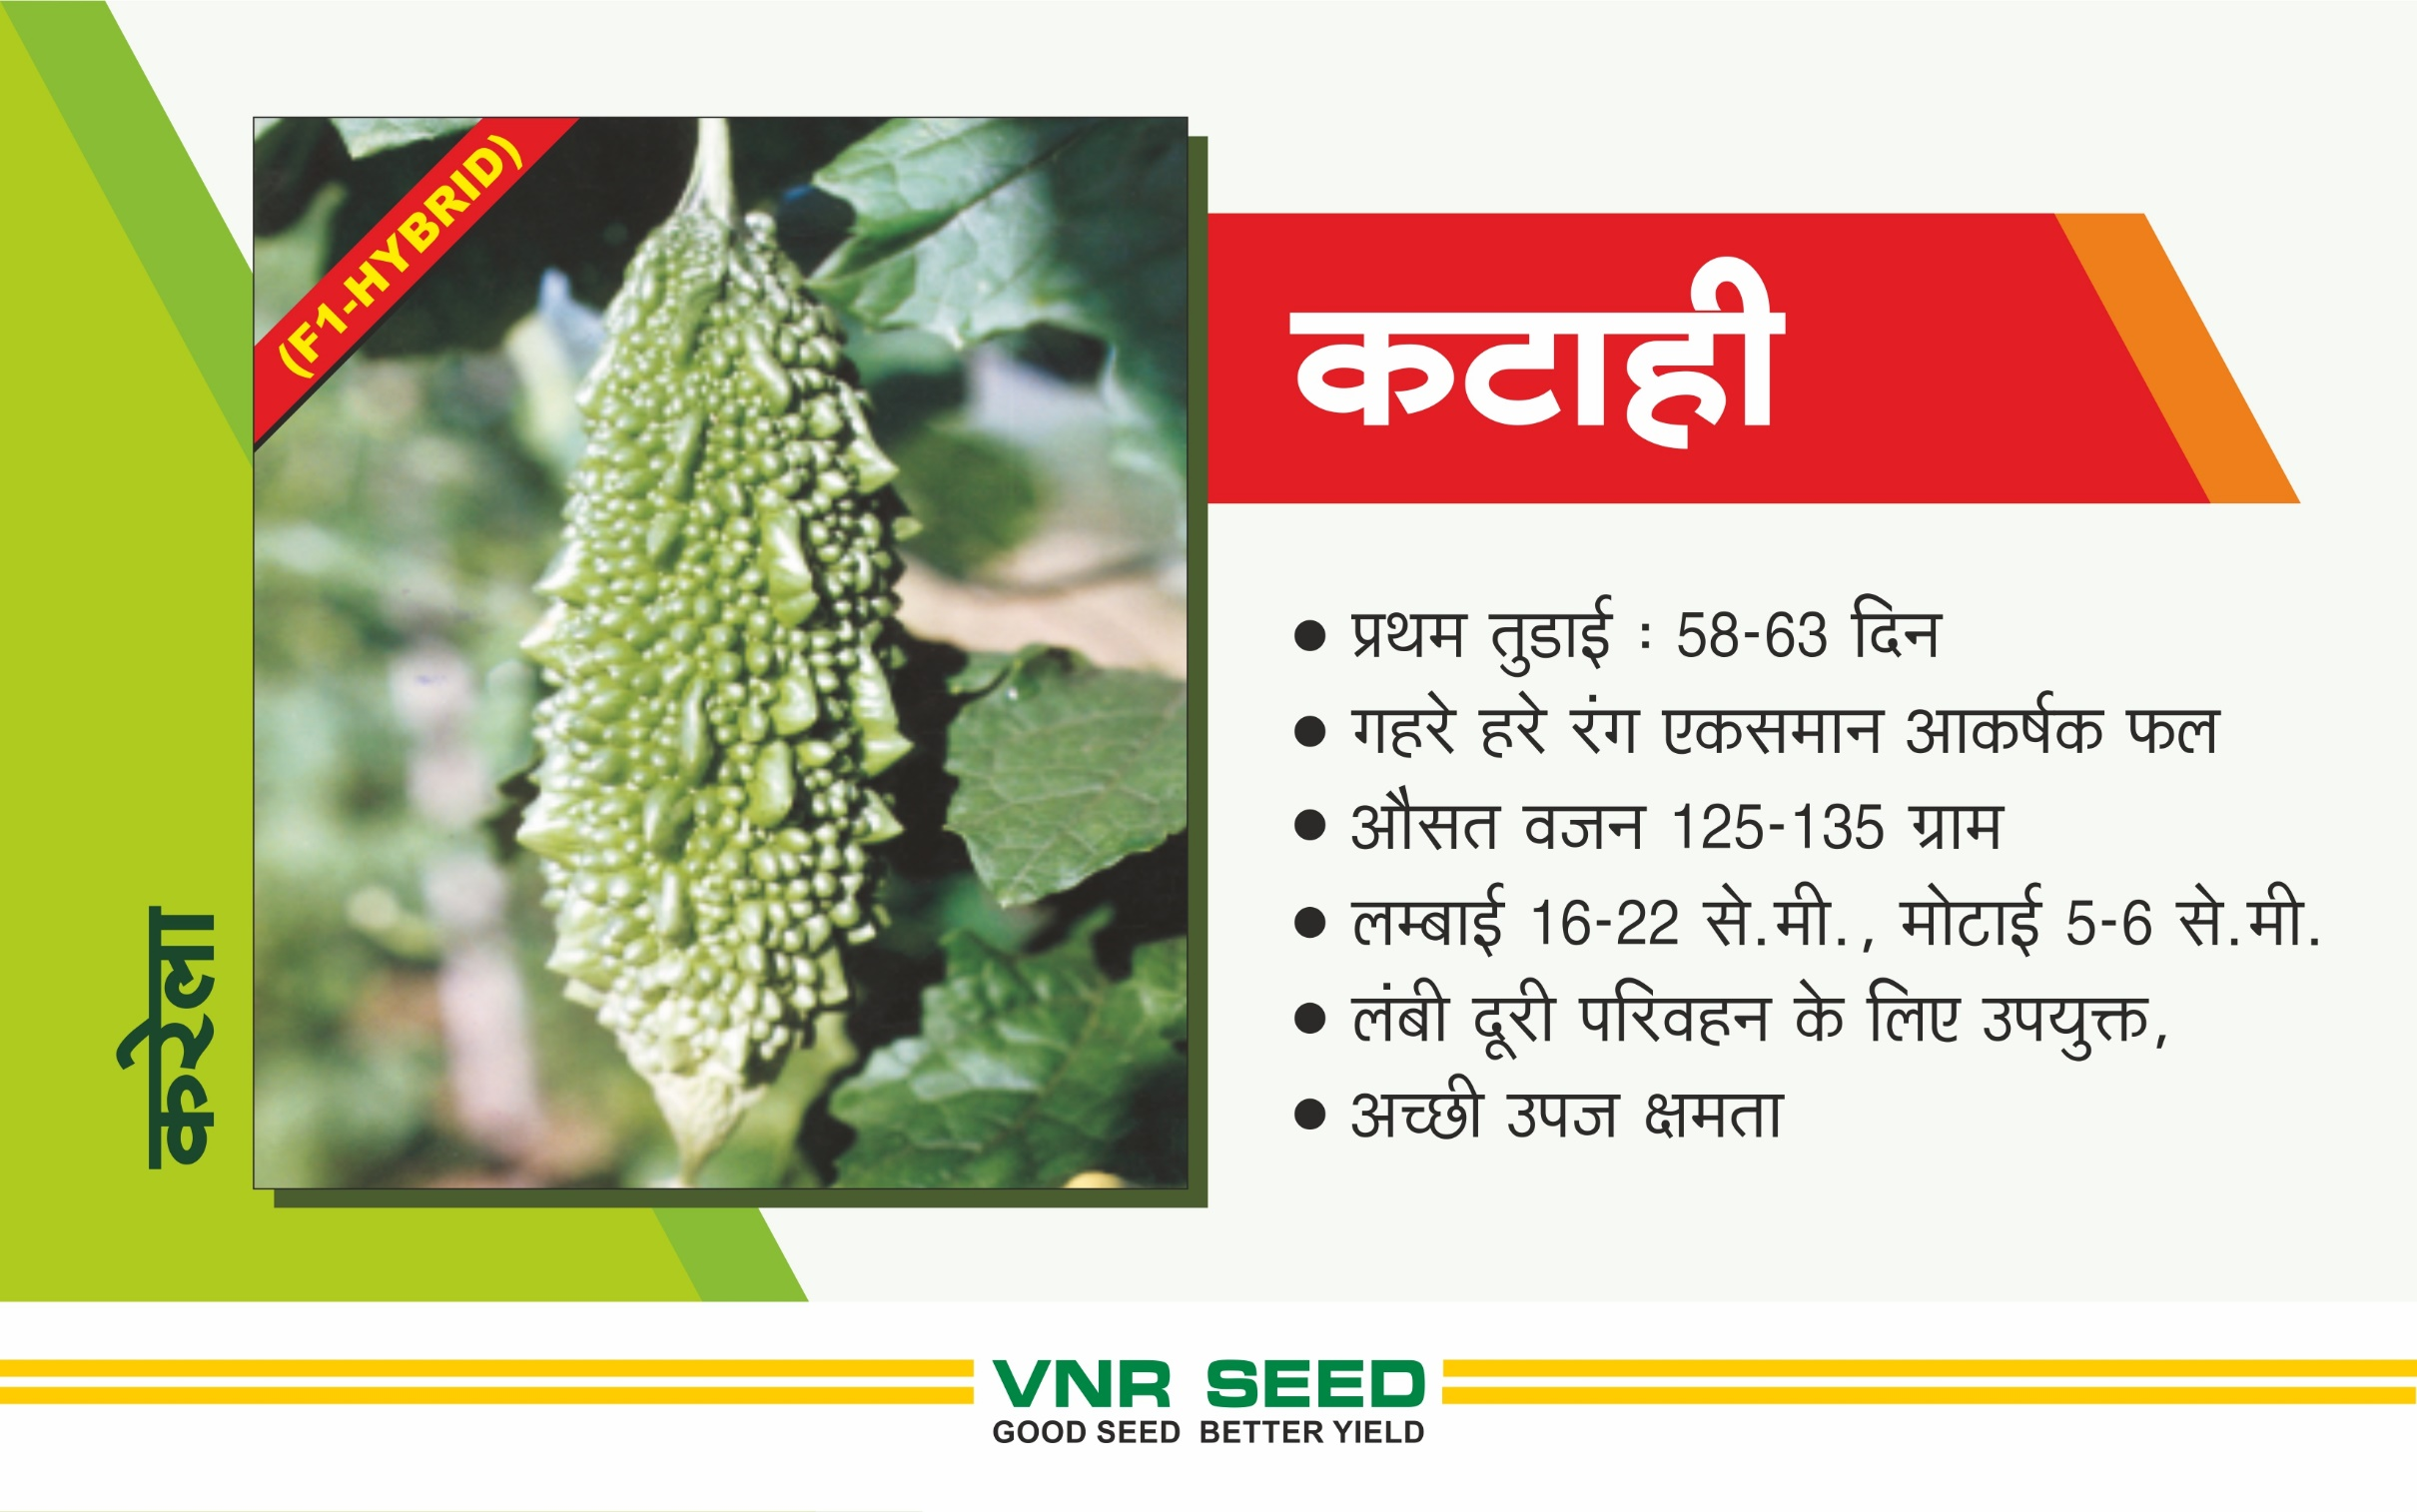 (F1-HYBRID)
करेला
कटाही
● प्रथम तुडाई : 58-63 दिन
● गहरे हरे रंग एकसमान आकर्षक फल
● औसत वजन 125-135 ग्राम
● लम्बाई 16-22 से.मी., मोटाई 5-6 से.मी.
● लंबी दूरी परिवहन के लिए उपयुक्त,
● अच्छी उपज क्षमता
VNR SEED
GOOD SEED BETTER YIELD